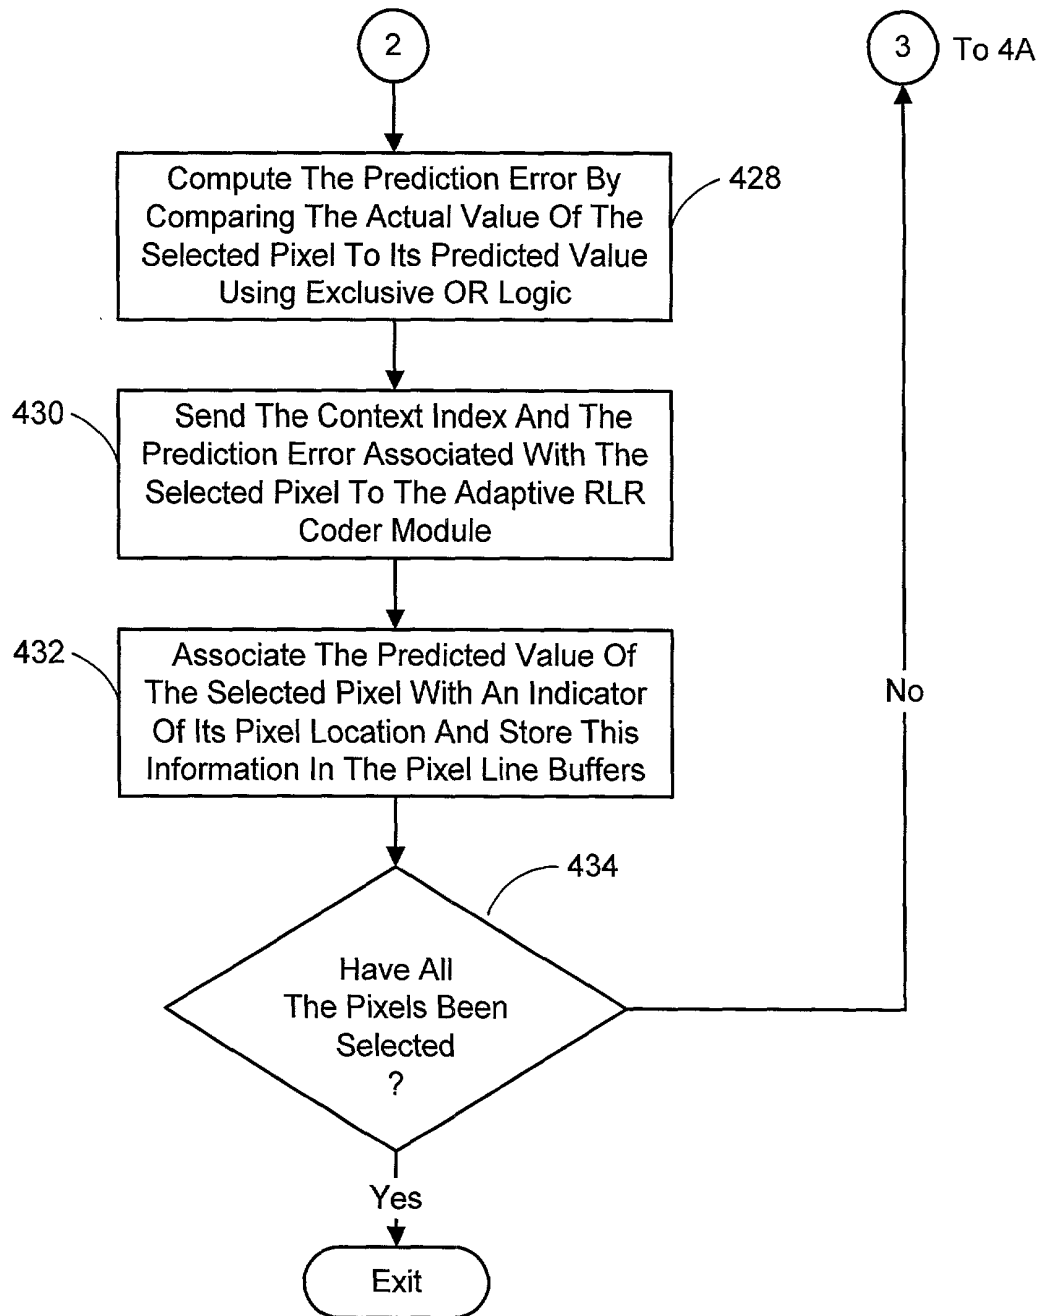 2
3 To 4A
Compute The Prediction Error By
Comparing The Actual Value Of The
Selected Pixel To Its Predicted Value
Using Exclusive OR Logic
428
430
Send The Context Index And The
Prediction Error Associated With The
Selected Pixel To The Adaptive RLR
Coder Module
432
Associate The Predicted Value Of
The Selected Pixel With An Indicator
Of Its Pixel Location And Store This
Information In The Pixel Line Buffers
No
434
Have All
The Pixels Been
Selected
?
Yes
Exit